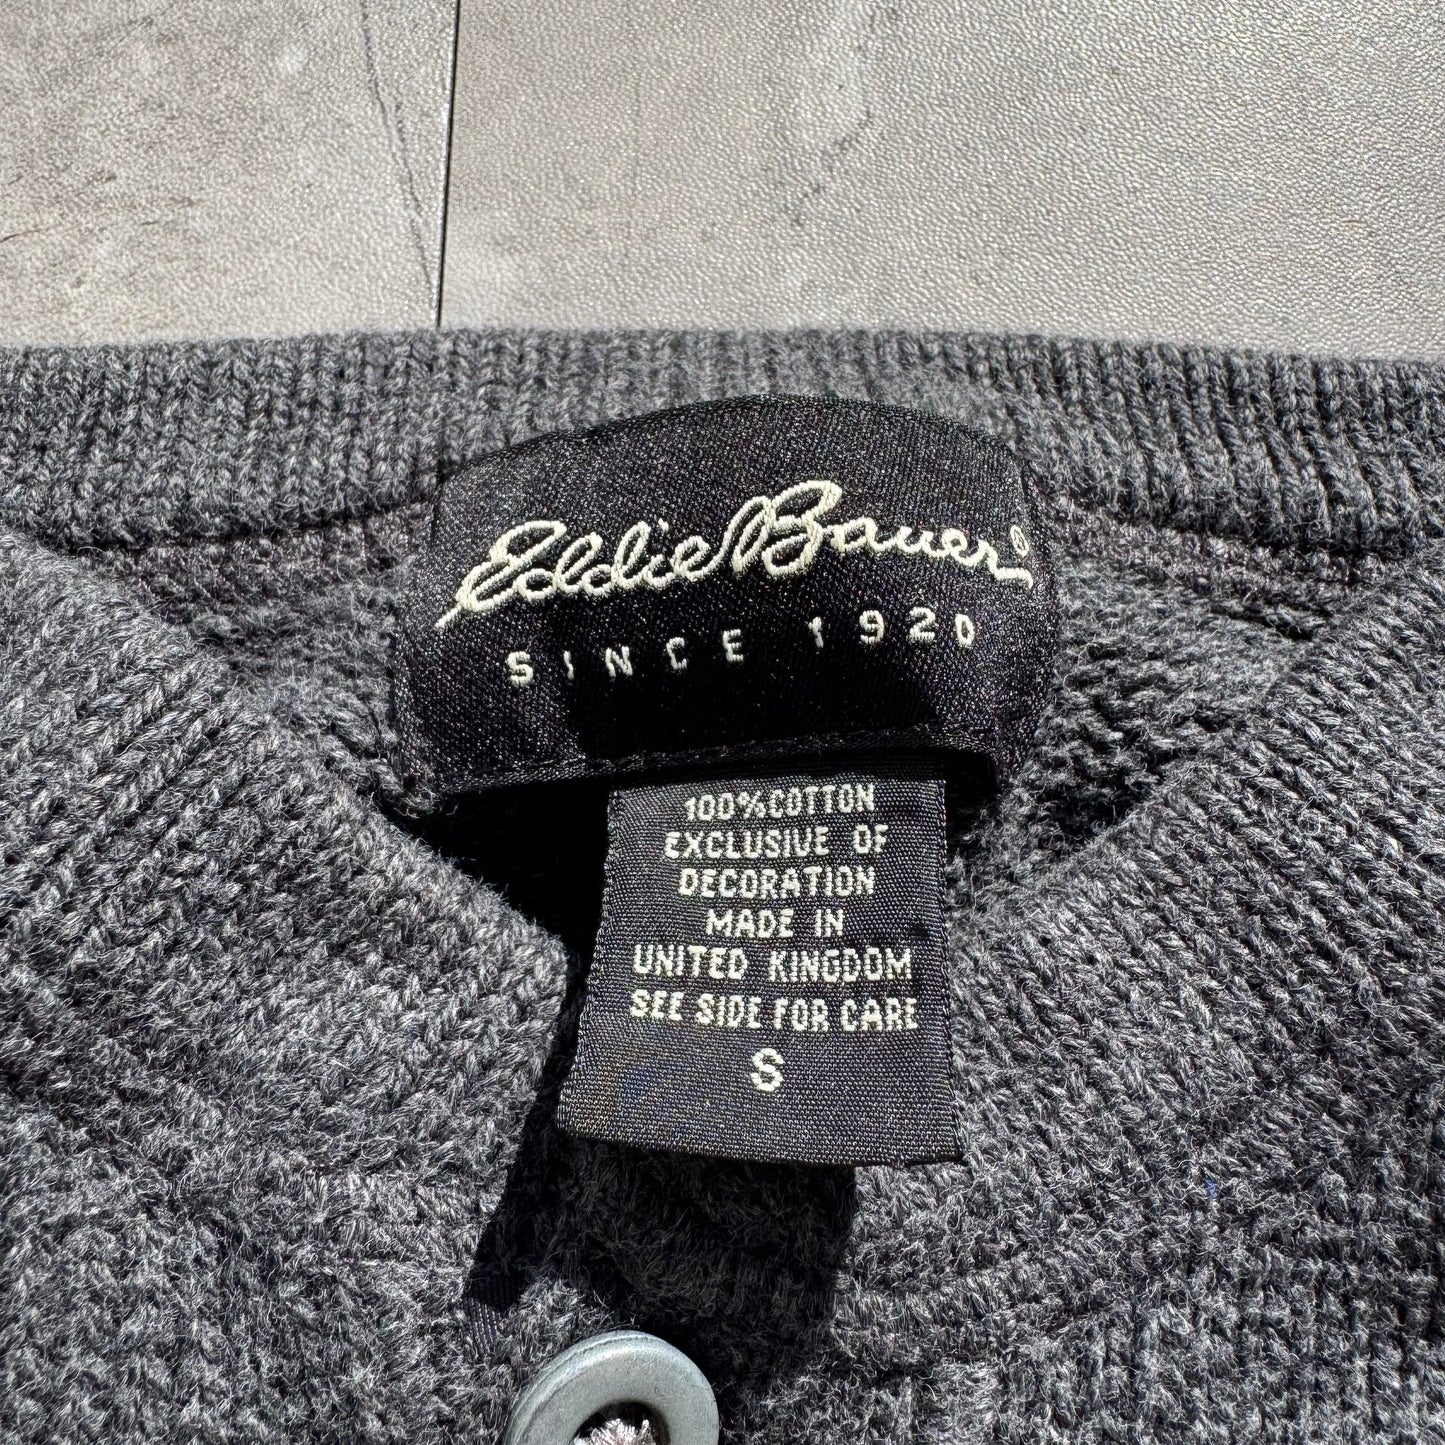 Eddie Bauer®
SINCE 1920
100%COTTON
EXCLUSIVE OF
DECORATION
MADE IN
UNITED KINGDOM
SEE SIDE FOR CARE
S